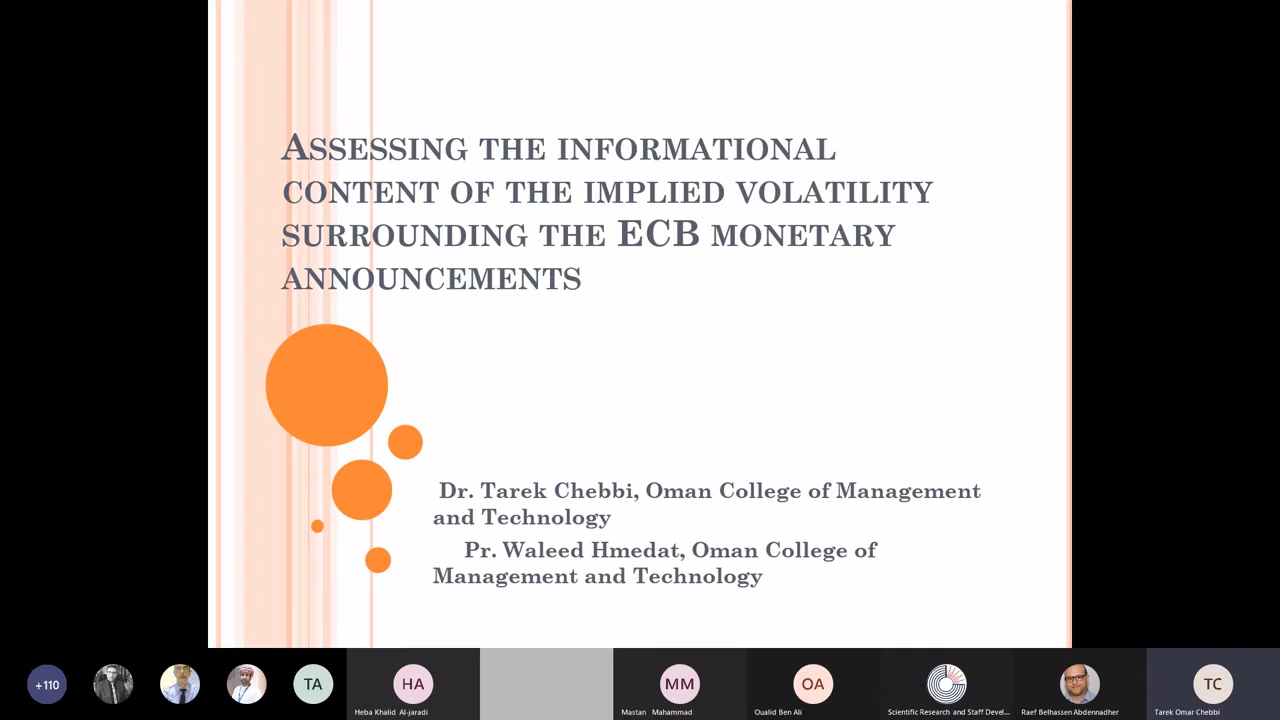 ASSESSING THE INFORMATIONAL
CONTENT OF THE IMPLIED VOLATILITY
SURROUNDING THE ECB MONETARY
ANNOUNCEMENTS
Dr. Tarek Chebbi, Oman College of Management
and Technology
Pr. Waleed Hmedat, Oman College of
Management and Technology
+110
TA
HA
MM
OA
TC
Heba Khalid Al-jaradi
Mastan Mahammad
Oualid Ben Ali
Scientific Research and Staff Devel...
Raef Belhassen Abdennadher
Tarek Omar Chebbi